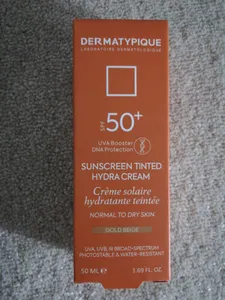 DERMATYPIQUE
LABORATOIRE DERMATOLOGIQUE
SPF 50+
UVA Booster
DNA Protection
SUNSCREEN TINTED
HYDRA CREAM
Crème solaire
hydratante teintée
NORMAL TO DRY SKIN
GOLD BEIGE
UVA, UVB, IR BROAD-SPECTRUM
PHOTOSTABLE & WATER-RESISTANT
50 ML 1.69 FL OZ